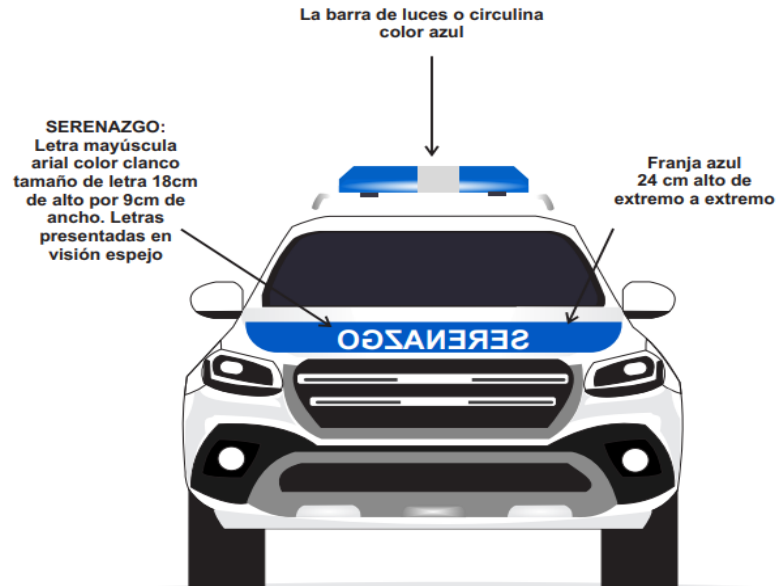 La barra de luces o circulina
color azul
SERENAZGO:
Letra mayúscula
arial color clanco
tamaño de letra 18cm
de alto por 9cm de
ancho. Letras
presentadas en
visión espejo
Franja azul
24 cm alto de
extremo a extremo
SERENAZGO